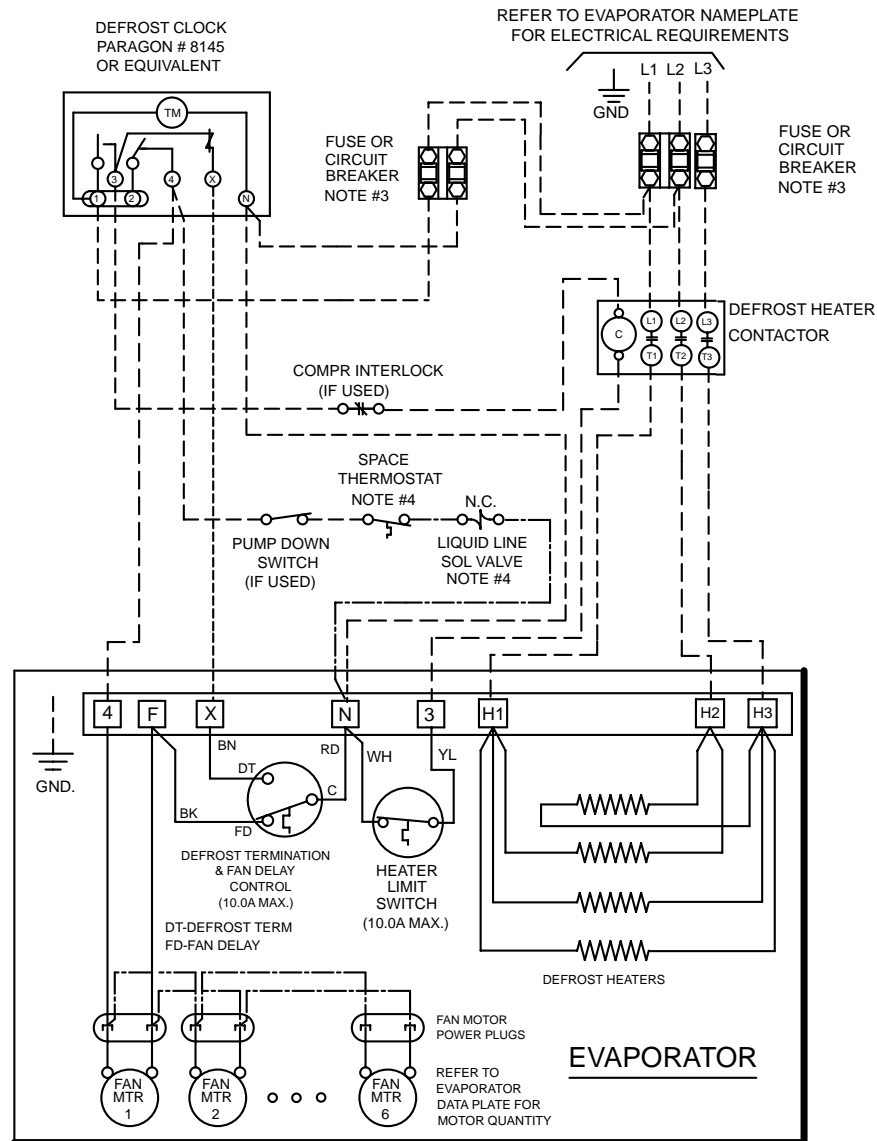 DEFROST CLOCK
PARAGON # 8145
OR EQUIVALENT
REFER TO EVAPORATOR NAMEPLATE
FOR ELECTRICAL REQUIREMENTS
L1 L2 L3
GND
TM
3
4
X
1
2
N
FUSE OR
CIRCUIT
BREAKER
NOTE #3
FUSE OR
CIRCUIT
BREAKER
NOTE #3
C
L1
L2
L3
T1
T2
T3
DEFROST HEATER
CONTACTOR
COMPR INTERLOCK
(IF USED)
SPACE
THERMOSTAT
NOTE #4
N.C.
PUMP DOWN
SWITCH
(IF USED)
LIQUID LINE
SOL VALVE
NOTE #4
4
F
X
N
3
H1
H2
H3
GND.
BN
RD
WH
YL
DT
C
BK
FD
DEFROST TERMINATION
& FAN DELAY
CONTROL
(10.0A MAX.)
HEATER
LIMIT
SWITCH
(10.0A MAX.)
DT-DEFROST TERM
FD-FAN DELAY
DEFROST HEATERS
FAN MOTOR
POWER PLUGS
FAN
MTR
1
FAN
MTR
2
FAN
MTR
6
REFER TO
EVAPORATOR
DATA PLATE FOR
MOTOR QUANTITY
EVAPORATOR